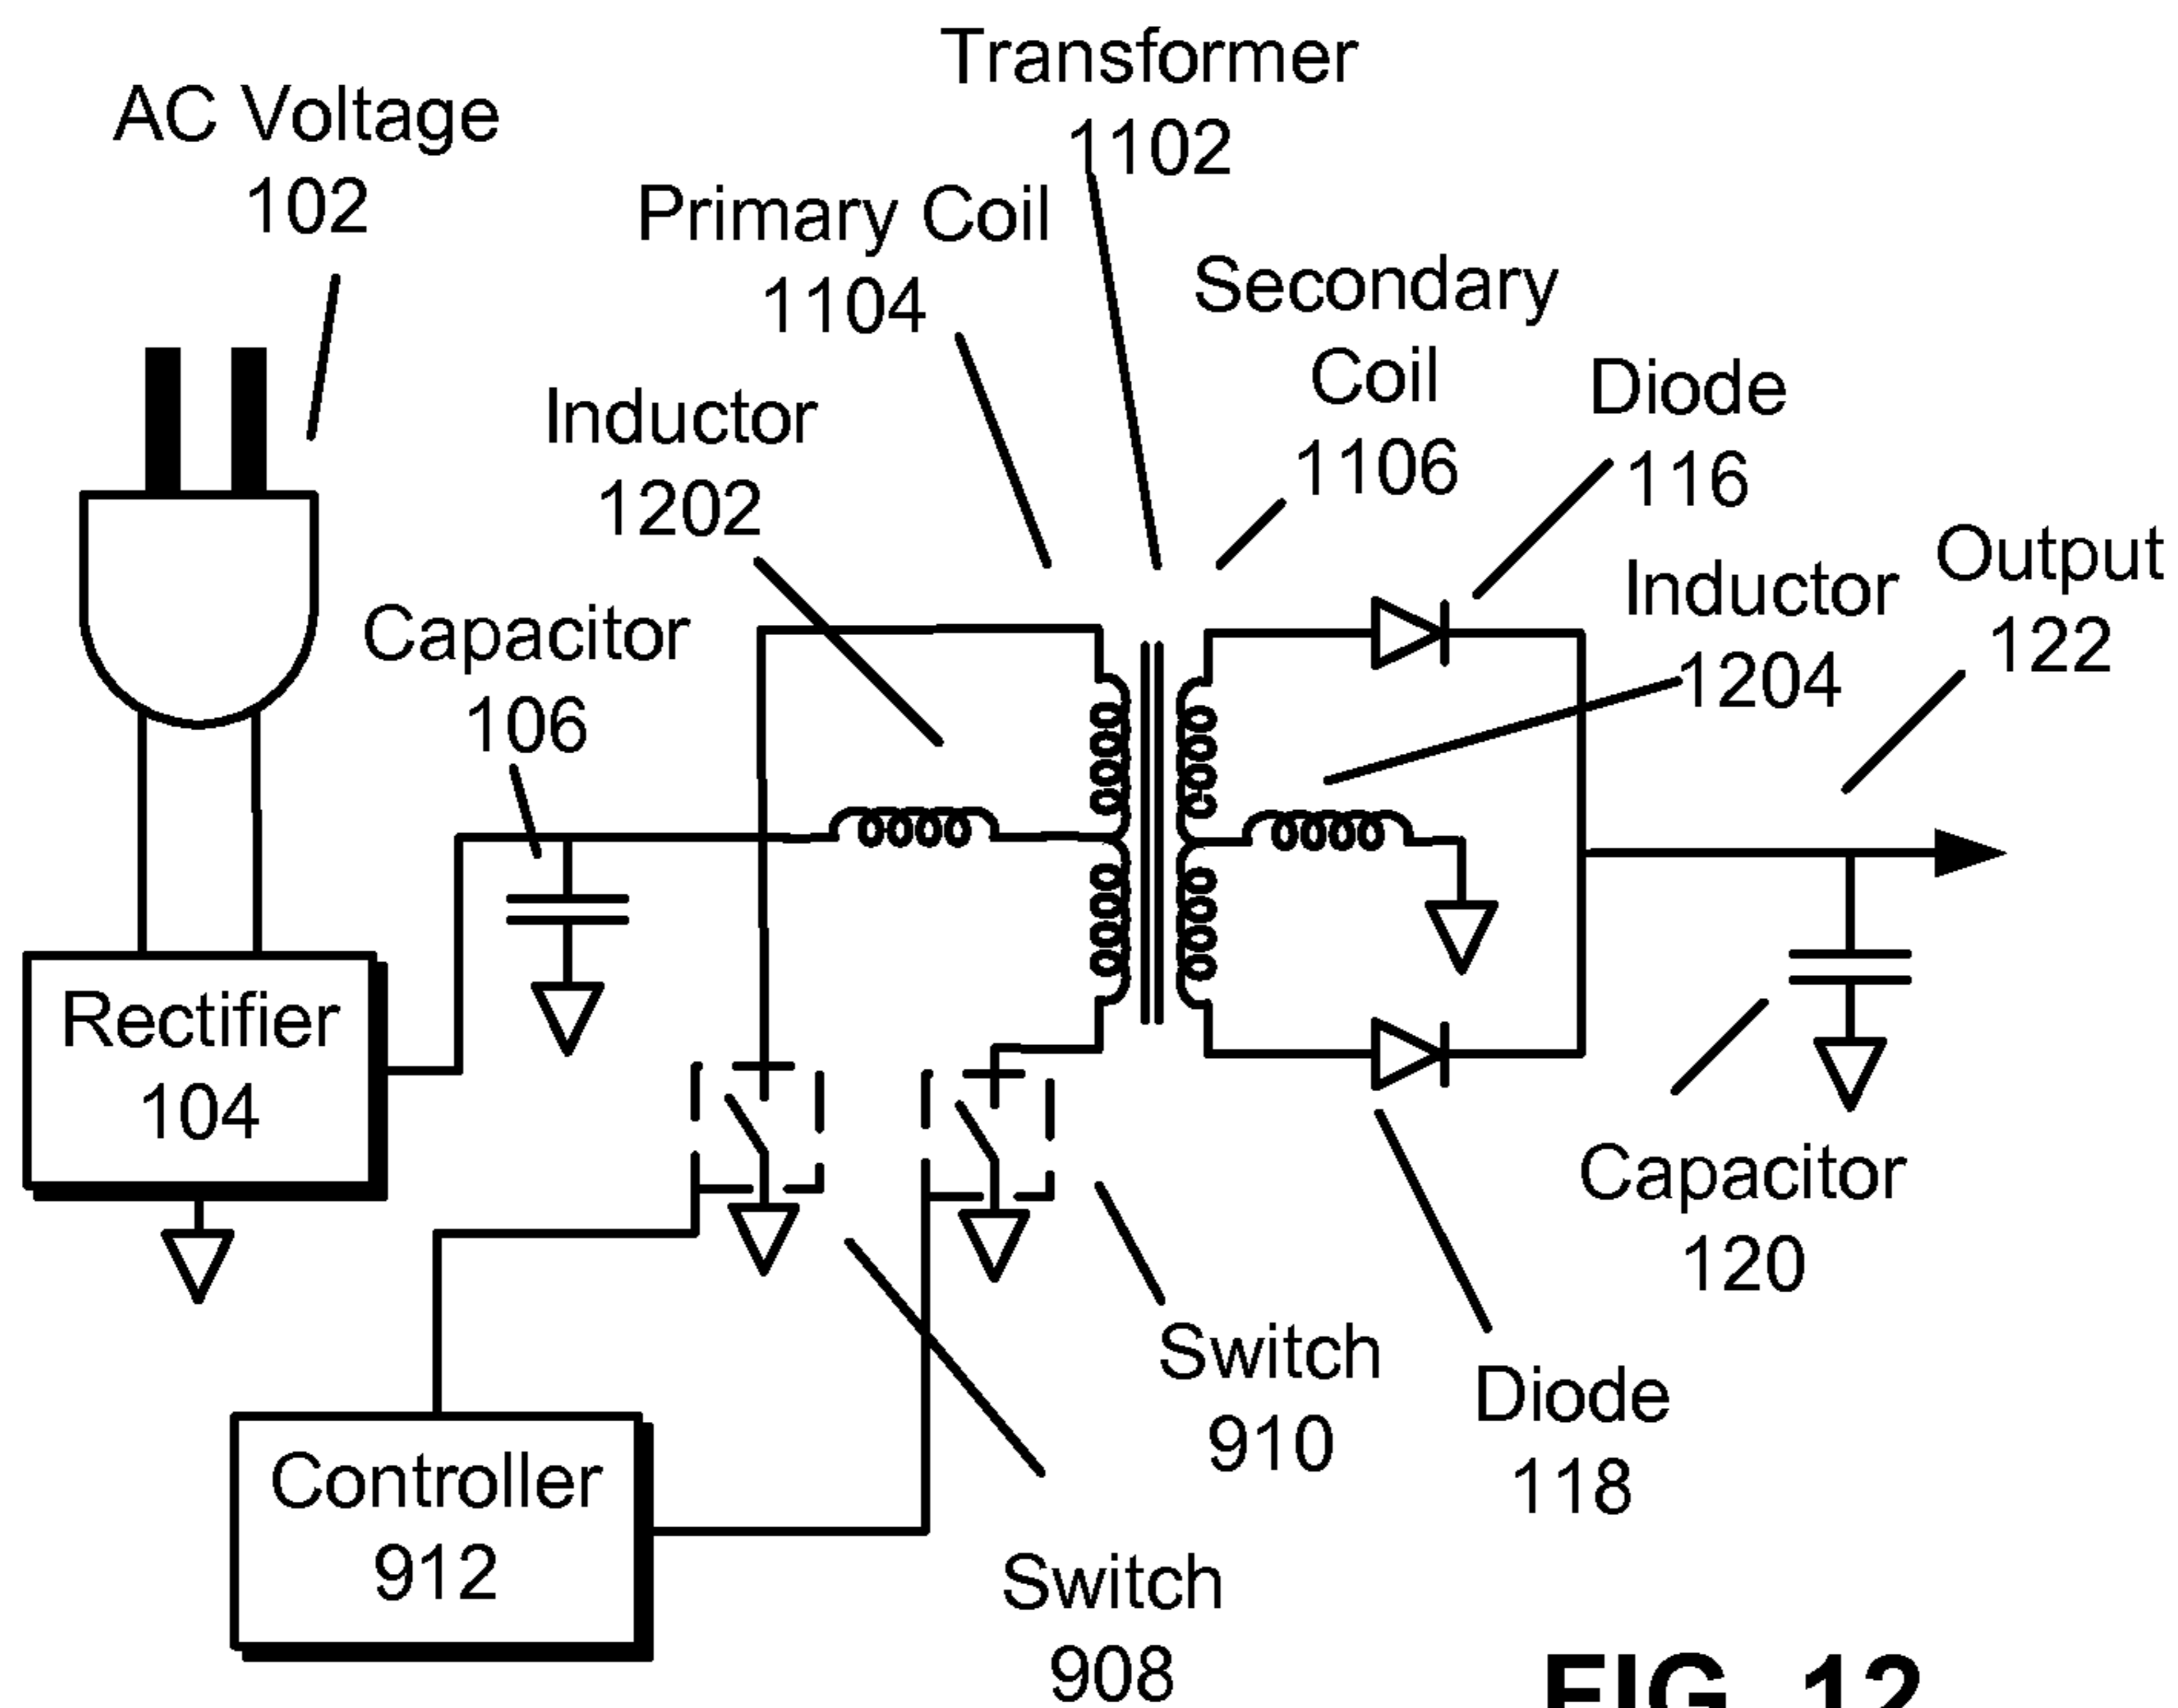 Transformer
1102
AC Voltage
102
Primary Coil
1104
Secondary
Coil
1106
Diode
116
Inductor
1202
Output
122
Inductor
1204
Capacitor
106
Rectifier
104
Capacitor
120
Switch
910
Diode
118
Controller
912
Switch
908
FIG. 12